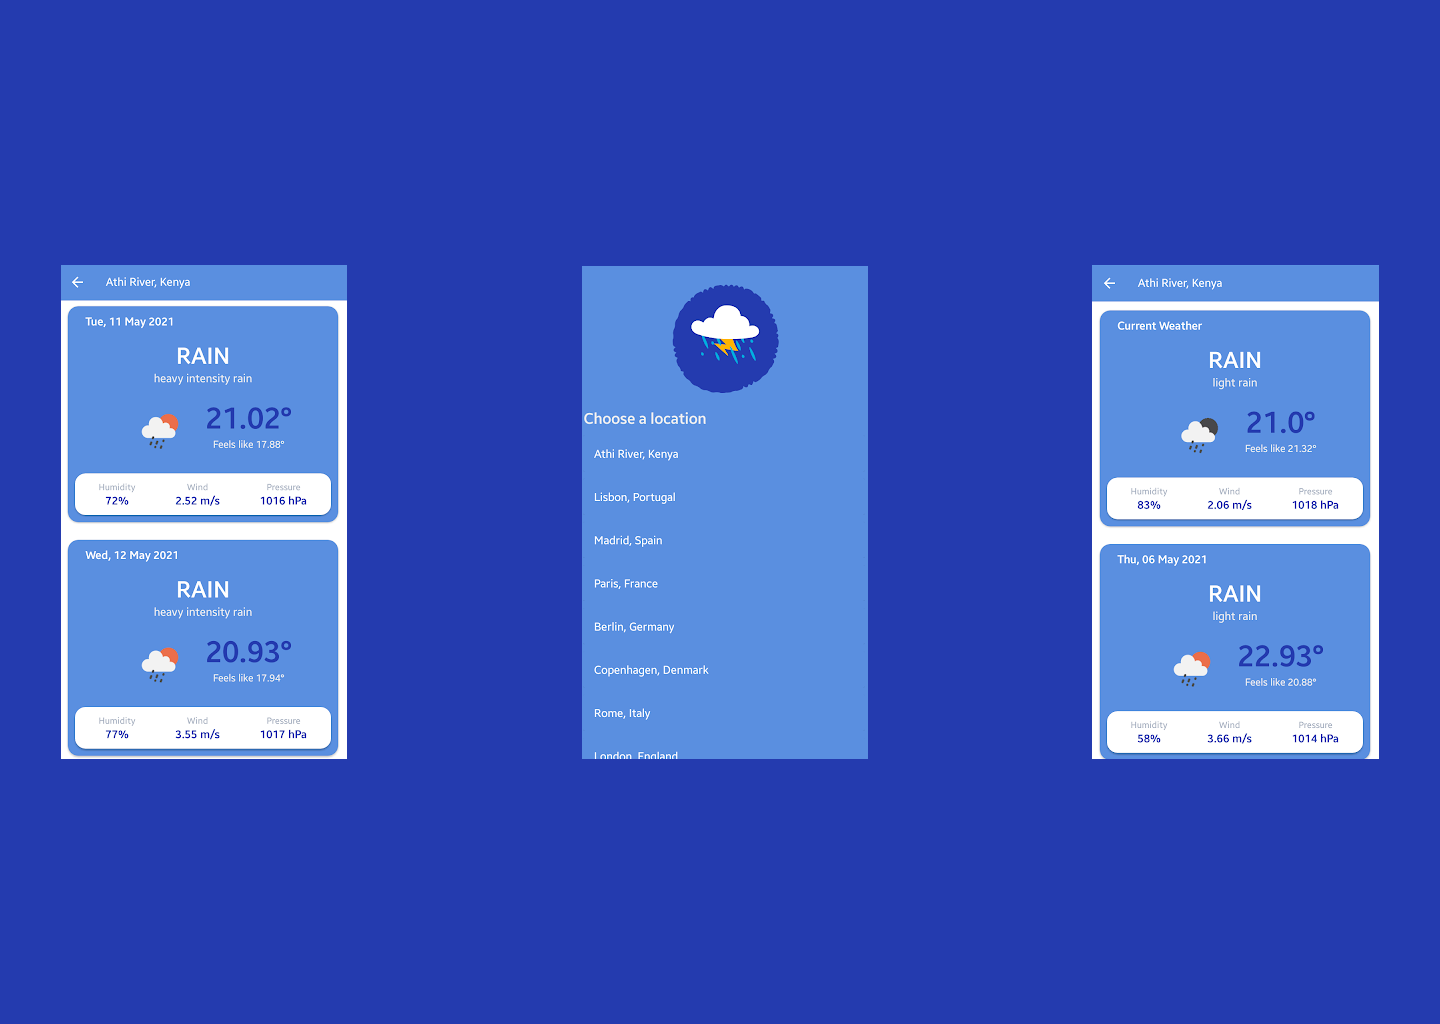 Athi River, Kenya
Tue, 11 May 2021
RAIN
heavy intensity rain
21.02°
Feels like 17.88°
Humidity Wind Pressure
72% 2.52 m/s 1016 hPa
Wed, 12 May 2021
RAIN
heavy intensity rain
20.93°
Feels like 17.94°
Humidity Wind Pressure
77% 3.55 m/s 1017 hPa
Choose a location
Athi River, Kenya
Lisbon, Portugal
Madrid, Spain
Paris, France
Berlin, Germany
Copenhagen, Denmark
Rome, Italy
London, England
Athi River, Kenya
Current Weather
RAIN
light rain
21.0°
Feels like 21.32°
Humidity Wind Pressure
83% 2.06 m/s 1018 hPa
Thu, 06 May 2021
RAIN
light rain
22.93°
Feels like 20.88°
Humidity Wind Pressure
58% 3.66 m/s 1014 hPa